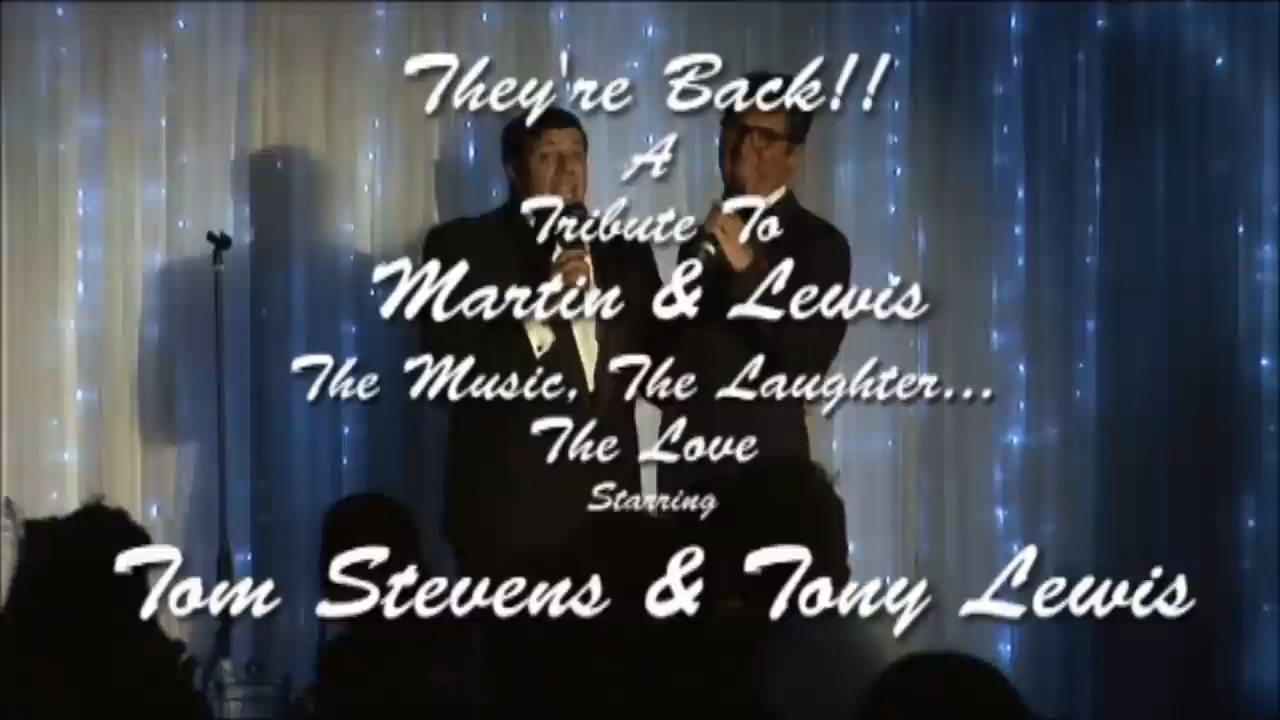 They're Back!!
A
Tribute To
Martin & Lewis
The Music, The Laughter...
The Love
Starring
Tom Stevens & Tony Lewis